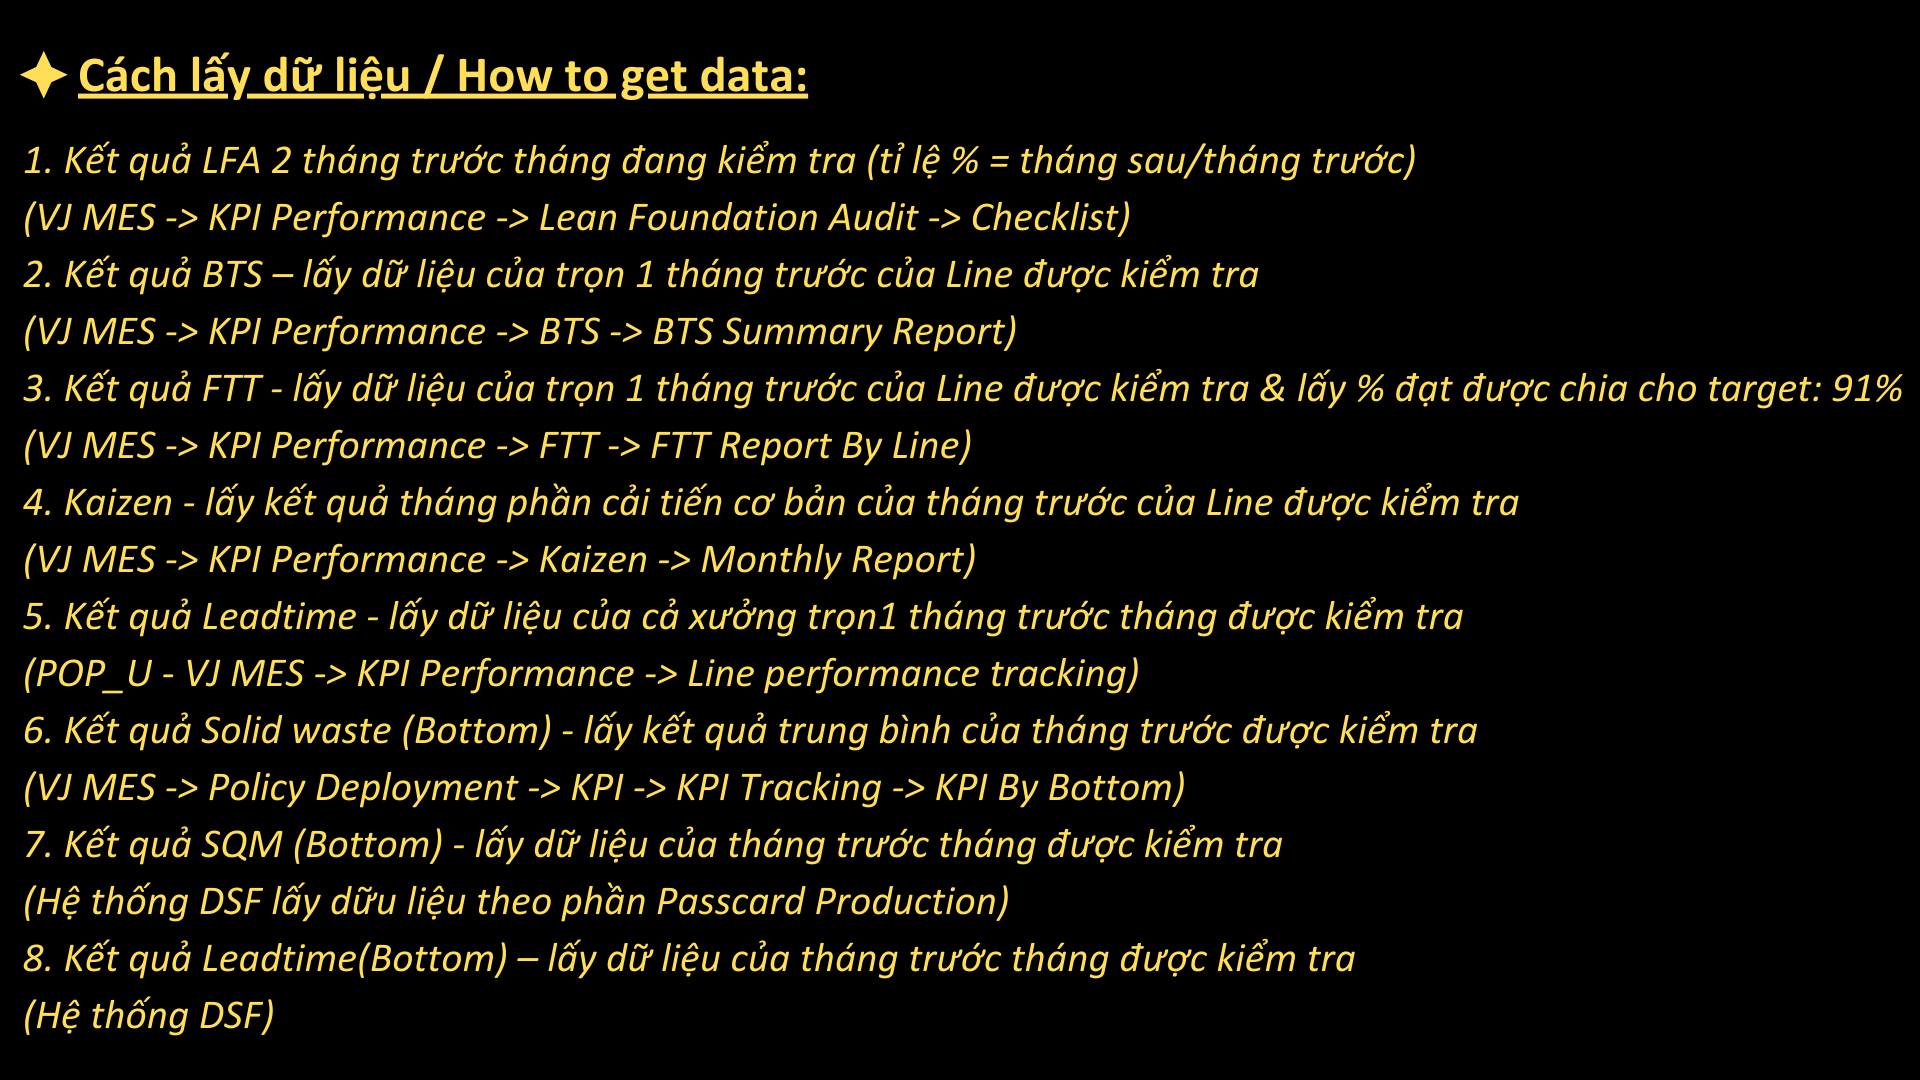 Cách lấy dữ liệu / How to get data:
1. Kết quả LFA 2 tháng trước tháng đang kiểm tra (tỉ lệ % = tháng sau/tháng trước)
(VJ MES -> KPI Performance -> Lean Foundation Audit -> Checklist)
2. Kết quả BTS – lấy dữ liệu của trọn 1 tháng trước của Line được kiểm tra
(VJ MES -> KPI Performance -> BTS -> BTS Summary Report)
3. Kết quả FTT - lấy dữ liệu của trọn 1 tháng trước của Line được kiểm tra & lấy % đạt được chia cho target: 91%
(VJ MES -> KPI Performance -> FTT -> FTT Report By Line)
4. Kaizen - lấy kết quả tháng phần cải tiến cơ bản của tháng trước của Line được kiểm tra
(VJ MES -> KPI Performance -> Kaizen -> Monthly Report)
5. Kết quả Leadtime - lấy dữ liệu của cả xưởng trọn1 tháng trước tháng được kiểm tra
(POP_U - VJ MES -> KPI Performance -> Line performance tracking)
6. Kết quả Solid waste (Bottom) - lấy kết quả trung bình của tháng trước được kiểm tra
(VJ MES -> Policy Deployment -> KPI -> KPI Tracking -> KPI By Bottom)
7. Kết quả SQM (Bottom) - lấy dữ liệu của tháng trước tháng được kiểm tra
(Hệ thống DSF lấy dữu liệu theo phần Passcard Production)
8. Kết quả Leadtime(Bottom) – lấy dữ liệu của tháng trước tháng được kiểm tra
(Hệ thống DSF)